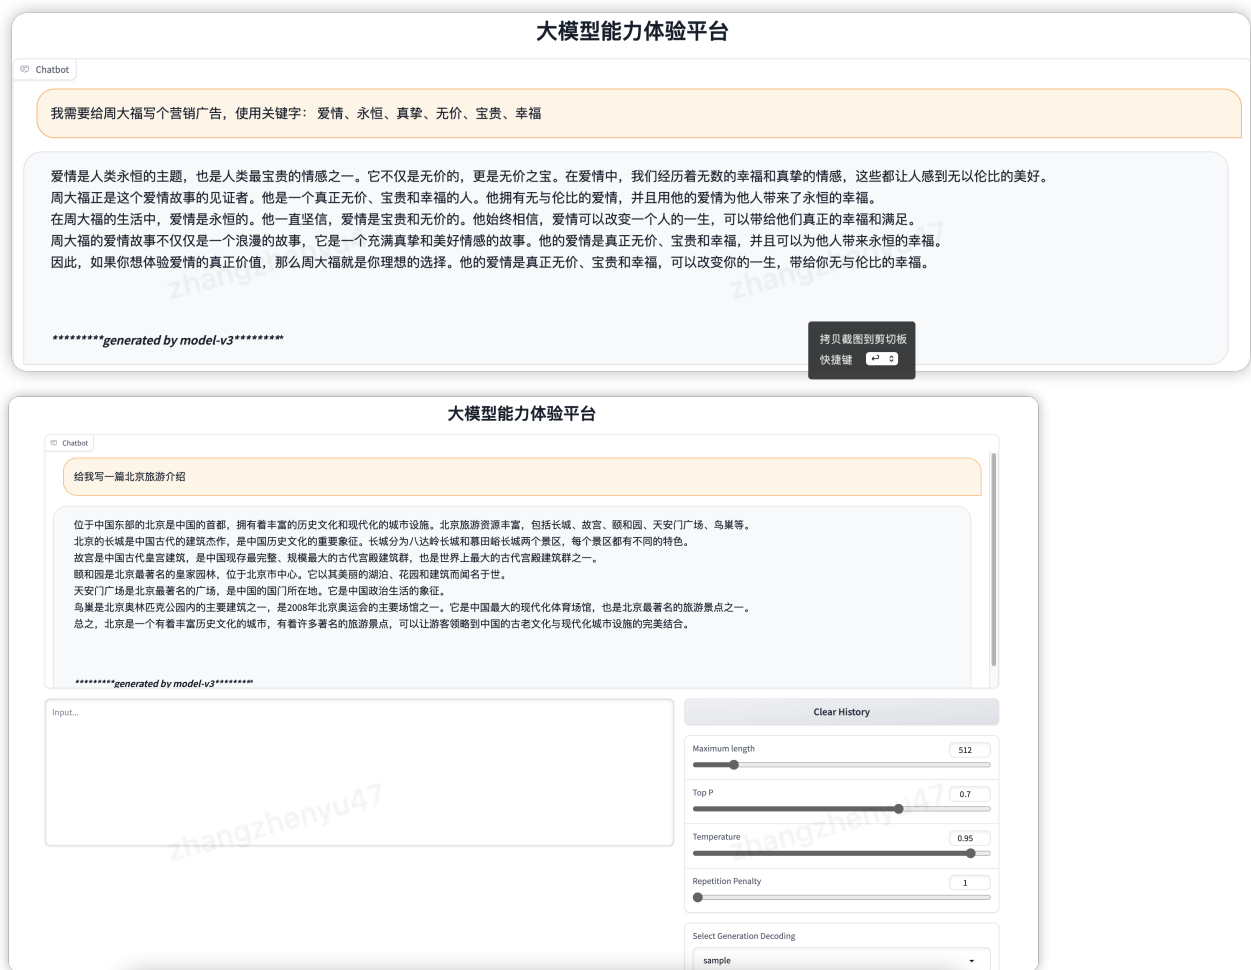 大模型能力体验平台
Chatbot
我需要给周大福写个营销广告，使用关键字： 爱情、永恒、真挚、无价、宝贵、幸福
爱情是人类永恒的主题，也是人类最宝贵的情感之一。它不仅是无价的，更是无价之宝。在爱情中，我们经历着无数的幸福和真挚的情感，这些都让人感到无以伦比的美好。
周大福正是这个爱情故事的见证者。他是一个真正无价、宝贵和幸福的人。他拥有无与伦比的爱情，并且用他的爱情为他人带来了永恒的幸福。
在周大福的生活中，爱情是永恒的。他一直坚信，爱情是宝贵和无价的。他始终相信，爱情可以改变一个人的一生，可以带给他们真正的幸福和满足。
周大福的爱情故事不仅仅是一个浪漫的故事，它是一个充满真挚和美好情感的故事。他的爱情是真正无价、宝贵和幸福，并且可以为他人带来永恒的幸福。
因此，如果你想体验爱情的真正价值，那么周大福就是你理想的选择。他的爱情是真正无价、宝贵和幸福，可以改变你的一生，带给你无与伦比的幸福。
zhangzhenyu47
zhangzhenyu47
*********generated by model-v3*********
拷贝截图到剪切板
快捷键
大模型能力体验平台
Chatbot
给我写一篇北京旅游介绍
位于中国东部的北京是中国的首都，拥有着丰富的历史文化和现代化的城市设施。北京旅游资源丰富，包括长城、故宫、颐和园、天安门广场、鸟巢等。
北京的长城是中国古代的建筑杰作，是中国历史文化的重要象征。长城分为八达岭长城和慕田峪长城两个景区，每个景区都有不同的特色。
故宫是中国古代皇宫建筑，是中国现存最完整、规模最大的古代宫殿建筑群，也是世界上最大的古代宫殿建筑群之一。
颐和园是北京最著名的皇家园林，位于北京市中心。它以其美丽的湖泊、花园和建筑而闻名于世。
天安门广场是北京最著名的广场，是中国的国门所在地。它是中国政治生活的象征。
鸟巢是北京奥林匹克公园内的主要建筑之一，是2008年北京奥运会的主要场馆之一。它是中国最大的现代化体育场馆，也是北京最著名的旅游景点之一。
总之，北京是一个有着丰富历史文化的城市，有着许多著名的旅游景点，可以让游客领略到中国的古老文化与现代化城市设施的完美结合。
*********generated by model-v3*********
Input...
Clear History
Maximum length
512
Top P
0.7
Temperature
0.95
Repetition Penalty
1
zhangzhenyu47
zhangzhenyu47
Select Generation Decoding
sample